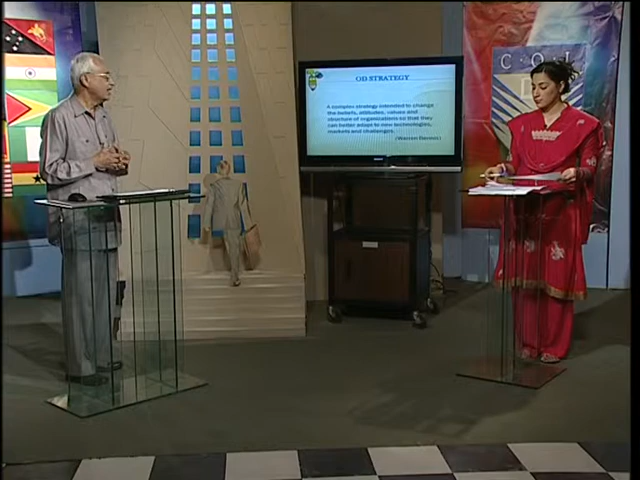 COL
OD STRATEGY
A complex strategy intended to change
the beliefs, attitudes, values and
structure of organizations so that they
can better adapt to new technologies,
markets and challenges.
(Warren Bennis)